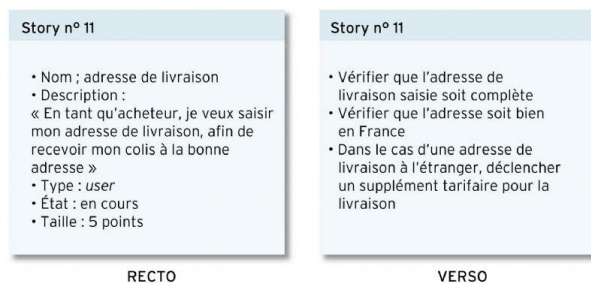 Story nº 11
• Nom ; adresse de livraison
• Description :
« En tant qu'acheteur, je veux saisir
mon adresse de livraison, afin de
recevoir mon colis à la bonne
adresse »
• Type : user
• État : en cours
• Taille : 5 points
RECTO
Story nº 11
• Vérifier que l'adresse de
livraison saisie soit complète
• Vérifier que l'adresse soit bien
en France
• Dans le cas d'une adresse de
livraison à l'étranger, déclencher
un supplément tarifaire pour la
livraison
VERSO